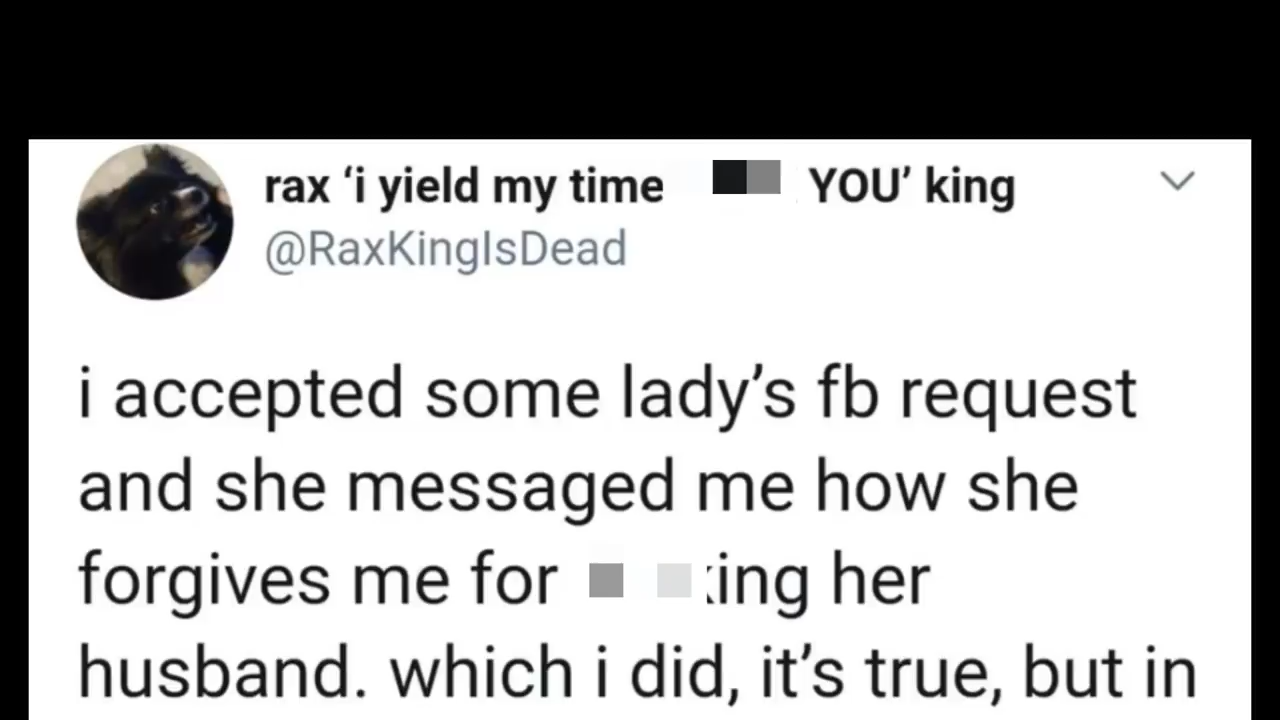 rax ‘i yield my time YOU’ king
@RaxKingIsDead
i accepted some lady’s fb request
and she messaged me how she
forgives me for ing her
husband. which i did, it’s true, but in